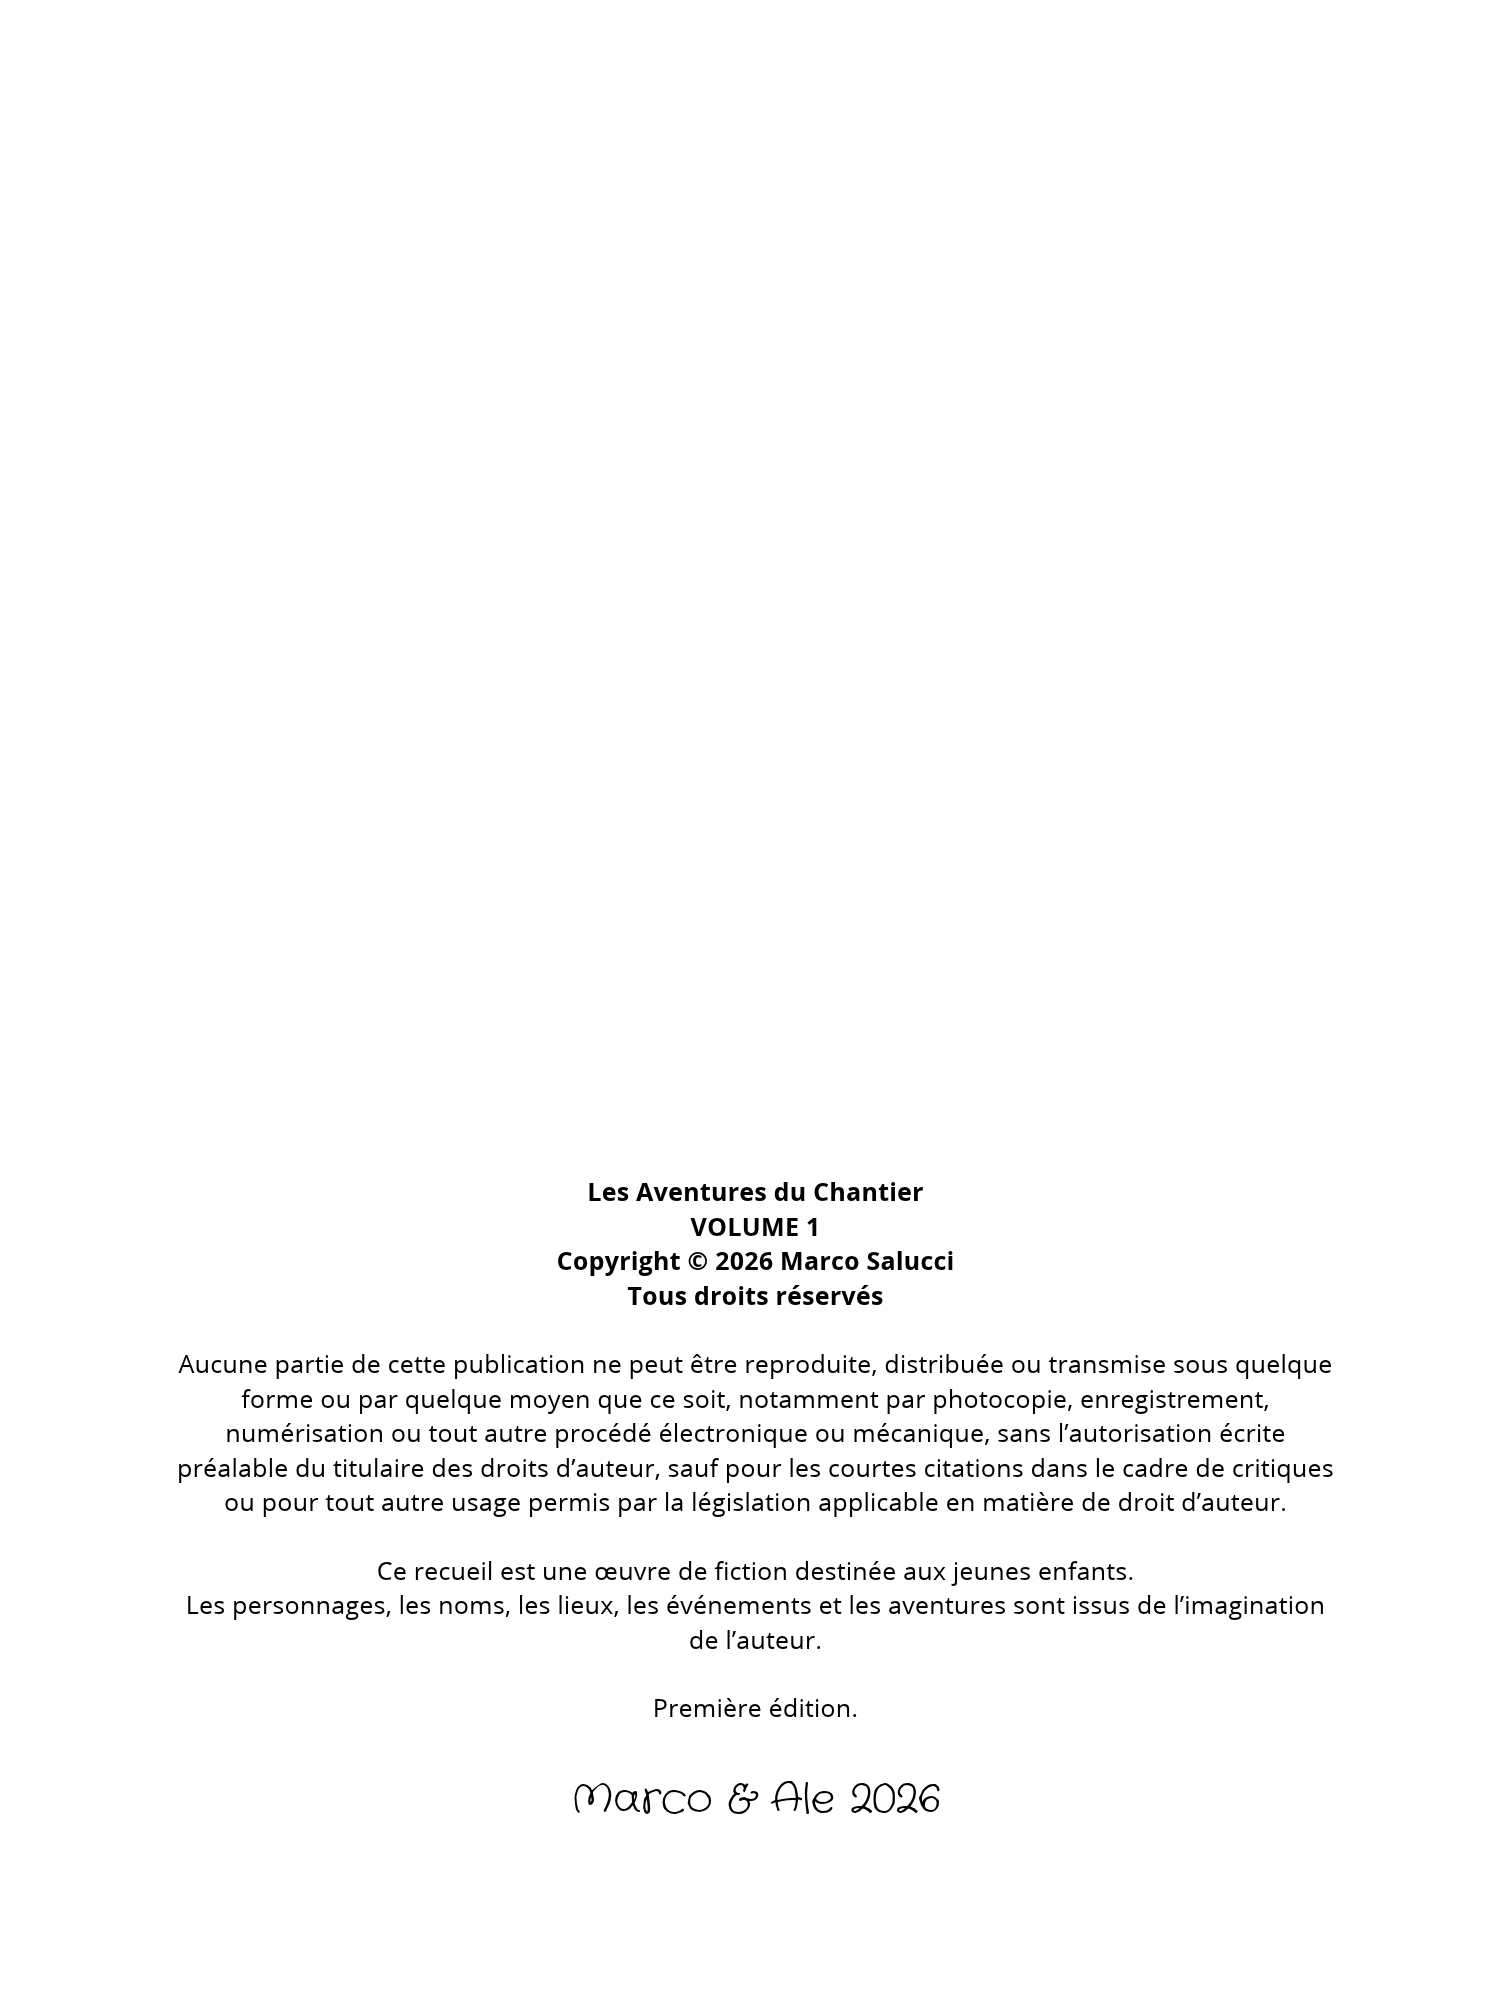 Les Aventures du Chantier
VOLUME 1
Copyright © 2026 Marco Salucci
Tous droits réservés
Aucune partie de cette publication ne peut être reproduite, distribuée ou transmise sous quelque
forme ou par quelque moyen que ce soit, notamment par photocopie, enregistrement,
numérisation ou tout autre procédé électronique ou mécanique, sans l’autorisation écrite
préalable du titulaire des droits d’auteur, sauf pour les courtes citations dans le cadre de critiques
ou pour tout autre usage permis par la législation applicable en matière de droit d’auteur.
Ce recueil est une œuvre de fiction destinée aux jeunes enfants.
Les personnages, les noms, les lieux, les événements et les aventures sont issus de l’imagination
de l’auteur.
Première édition.
Marco & Ale 2026